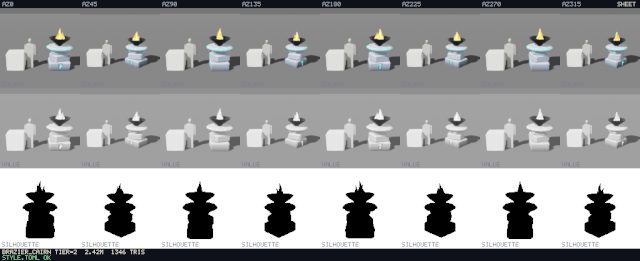 AZ0 AZ45 AZ90 AZ135 AZ180 AZ225 AZ270 AZ315 SHEET
VALUE VALUE VALUE VALUE VALUE VALUE VALUE VALUE
SILHOUETTE SILHOUETTE SILHOUETTE SILHOUETTE SILHOUETTE SILHOUETTE SILHOUETTE SILHOUETTE
BRAZIER_CAIRN TIER=2 2.42M 1346 TRIS
STYLE.TOML OK